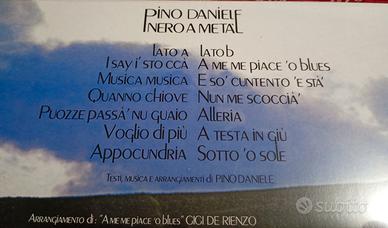 PINO DANIELE
NERO A METAL
lato a lato b
I say i' sto ccà A me me piace 'o blues
Musica musica E so' cuntento 'e stà'
Quanno chiove Nun me scoccià'
Puozze passà' nu guaio Alleria
Voglio di più A testa in giù
Appocundria Sotto 'o sole
Testi, musica e arrangiamenti di PINO DANIELE
Arrangiamento di: "A me me piace 'o blues" GIGI DE RIENZO
subito